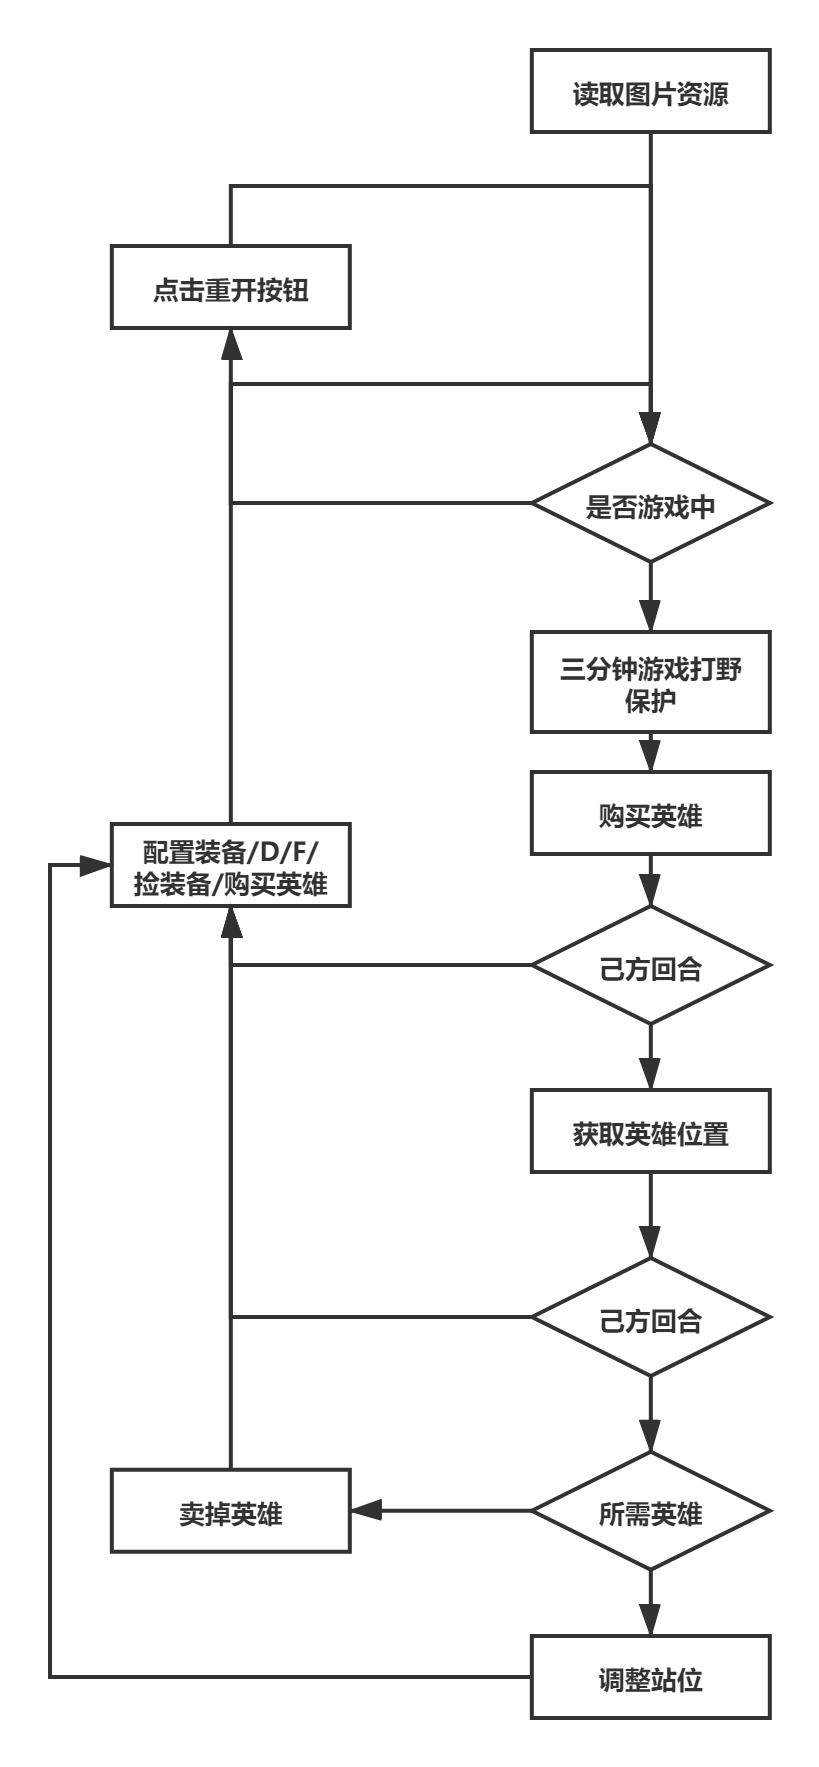 读取图片资源
点击重开按钮
是否游戏中
三分钟游戏打野
保护
购买英雄
配置装备/D/F/
捡装备/购买英雄
己方回合
获取英雄位置
己方回合
卖掉英雄
所需英雄
调整站位